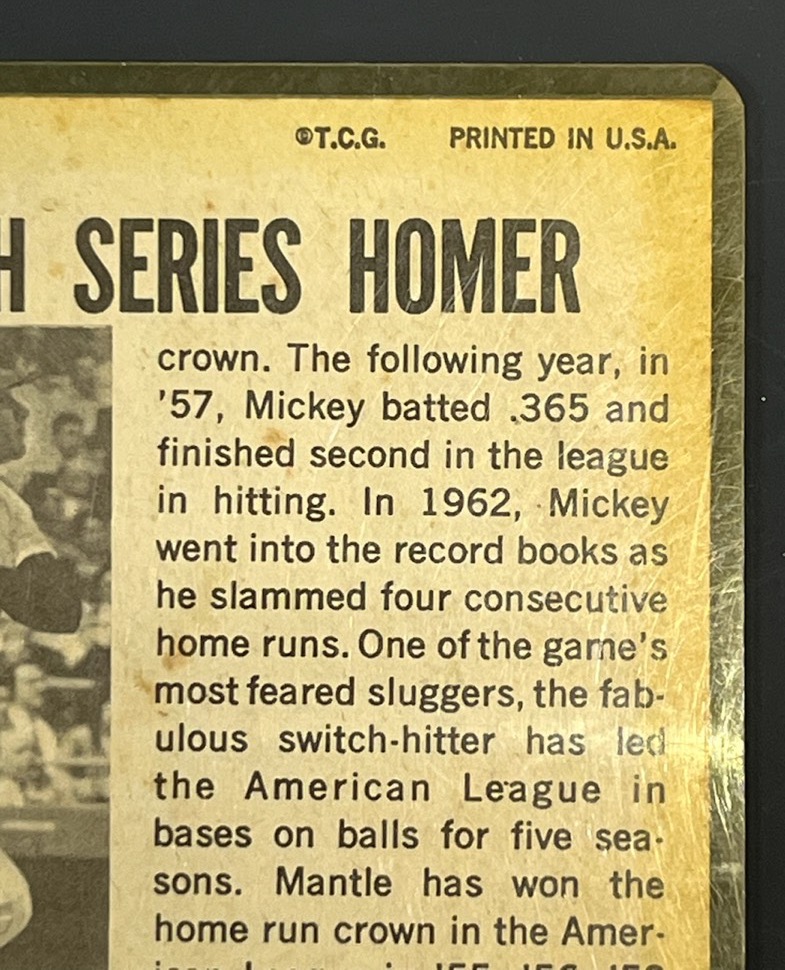 ©T.C.G. PRINTED IN U.S.A.
H SERIES HOMER
crown. The following year, in
'57, Mickey batted .365 and
finished second in the league
in hitting. In 1962, Mickey
went into the record books as
he slammed four consecutive
home runs. One of the game's
most feared sluggers, the fab-
ulous switch-hitter has led
the American League in
bases on balls for five sea-
sons. Mantle has won the
home run crown in the Amer-